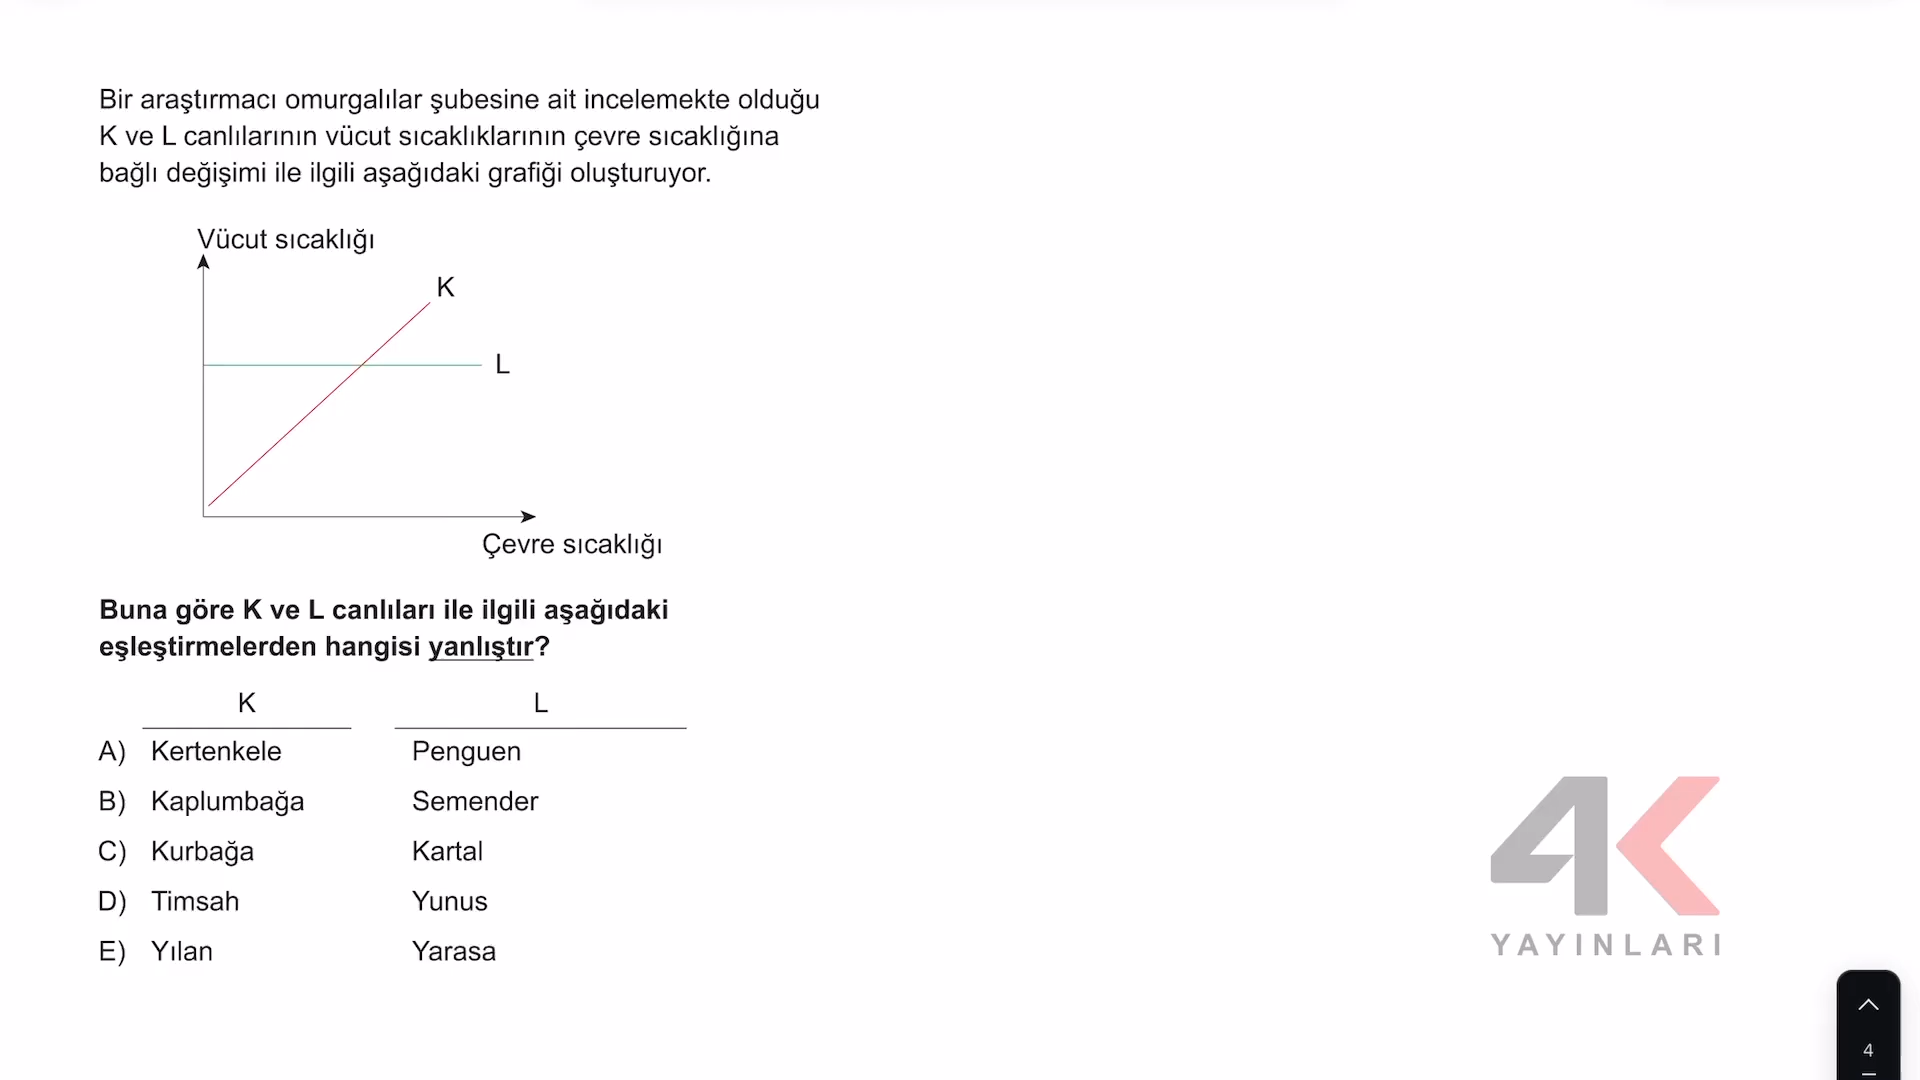 Bir araştırmacı omurgalılar şubesine ait incelemekte olduğu
K ve L canlılarının vücut sıcaklıklarının çevre sıcaklığına
bağlı değişimi ile ilgili aşağıdaki grafiği oluşturuyor.
Vücut sıcaklığı
K
L
Çevre sıcaklığı
Buna göre K ve L canlıları ile ilgili aşağıdaki
eşleştirmelerden hangisi yanlıştır?
K L
A) Kertenkele Penguen
B) Kaplumbağa Semender
C) Kurbağa Kartal
D) Timsah Yunus
E) Yılan Yarasa
4K
YAYINLARI
4